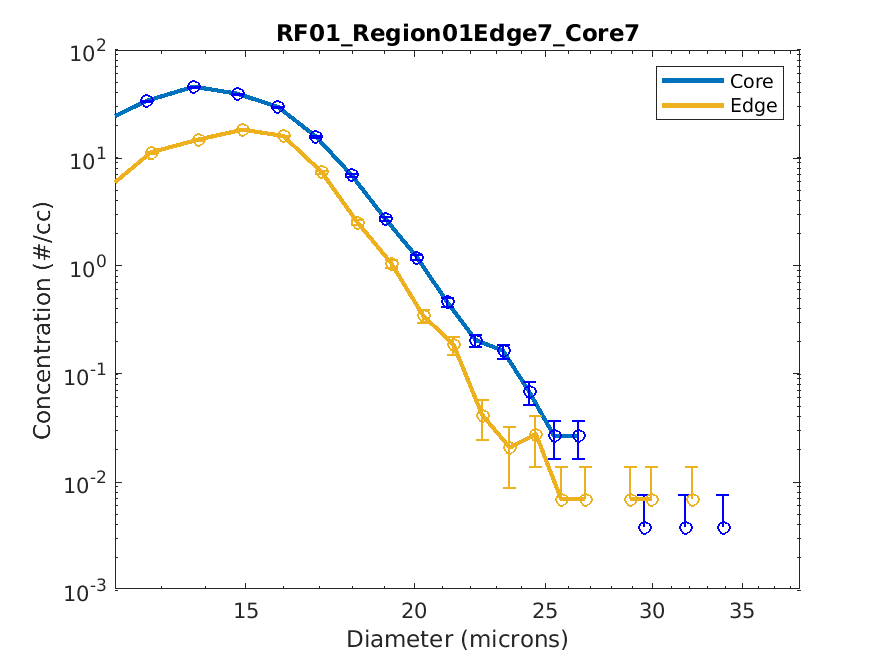 RF01_Region01Edge7_Core7
Core
Edge
Concentration (#/cc)
10^2
10^1
10^0
10^-1
10^-2
10^-3
15 20 25 30 35
Diameter (microns)